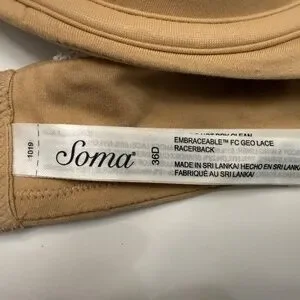 1019
Soma
36D
EMBRACEABLE™ FC GEO LACE
RACERBACK
MADE IN SRI LANKA/ HECHO EN SRI LANKA/
FABRIQUÉ AU SRI LANKA/